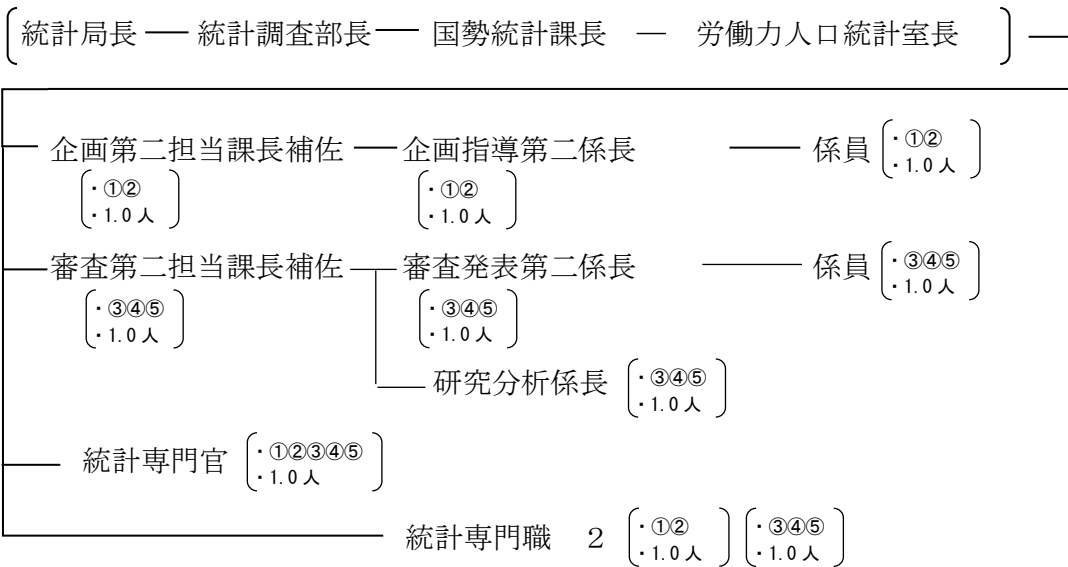 統計局長 ― 統計調査部長 ― 国勢統計課長 ― 労働力人口統計室長
企画第二担当課長補佐 ― 企画指導第二係長 ― 係員
・①②
・1.0人
・①②
・1.0人
・①②
・1.0人
審査第二担当課長補佐 ― 審査発表第二係長 ― 係員
・③④⑤
・1.0人
・③④⑤
・1.0人
・③④⑤
・1.0人
研究分析係長
・③④⑤
・1.0人
統計専門官
・①②③④⑤
・1.0人
統計専門職 2
・①②
・1.0人
・③④⑤
・1.0人